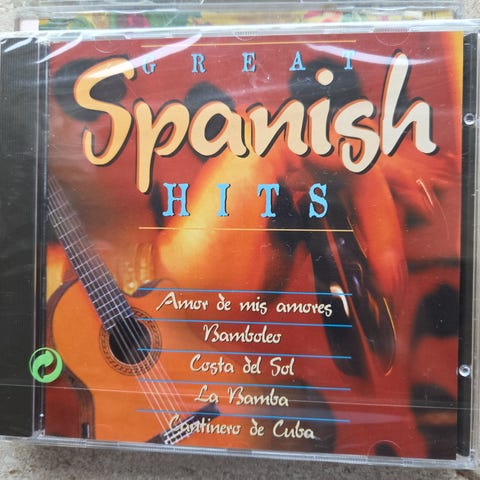 GREAT
Spanish
HITS
Amor de mis amores
Bamboleo
Costa del Sol
La Bamba
Cantinero de Cuba